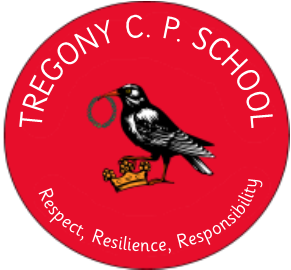 TREGONY C. P. SCHOOL
Respect, Resilience, Responsibility